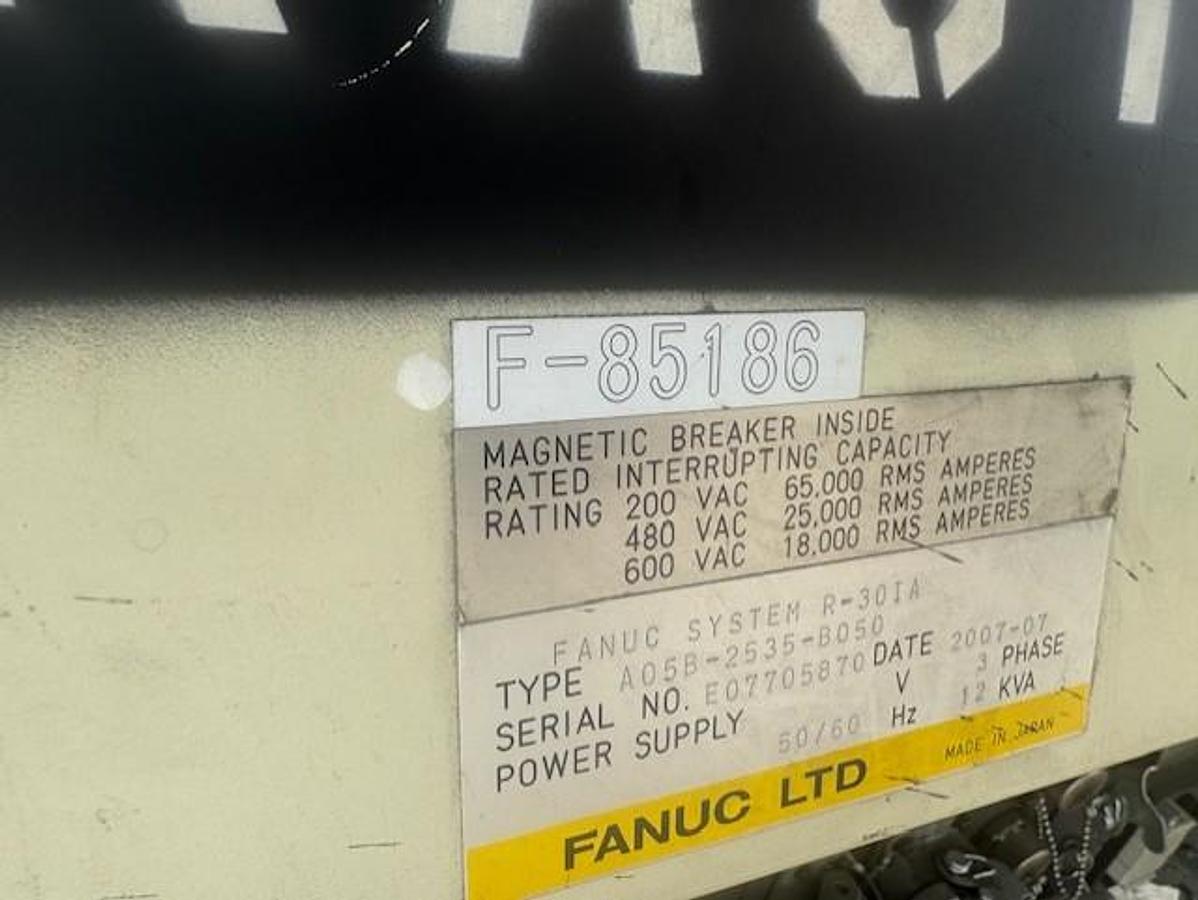 F-85186
MAGNETIC BREAKER INSIDE
RATED INTERRUPTING CAPACITY
RATING 200 VAC 65,000 RMS AMPERES
480 VAC 25,000 RMS AMPERES
600 VAC 18,000 RMS AMPERES
FANUC SYSTEM R-30IA
TYPE A05B-2535-B050
SERIAL NO. E07705870 DATE 2007-07
POWER SUPPLY V 3 PHASE
50/60 Hz 12 KVA
FANUC LTD MADE IN JAPAN